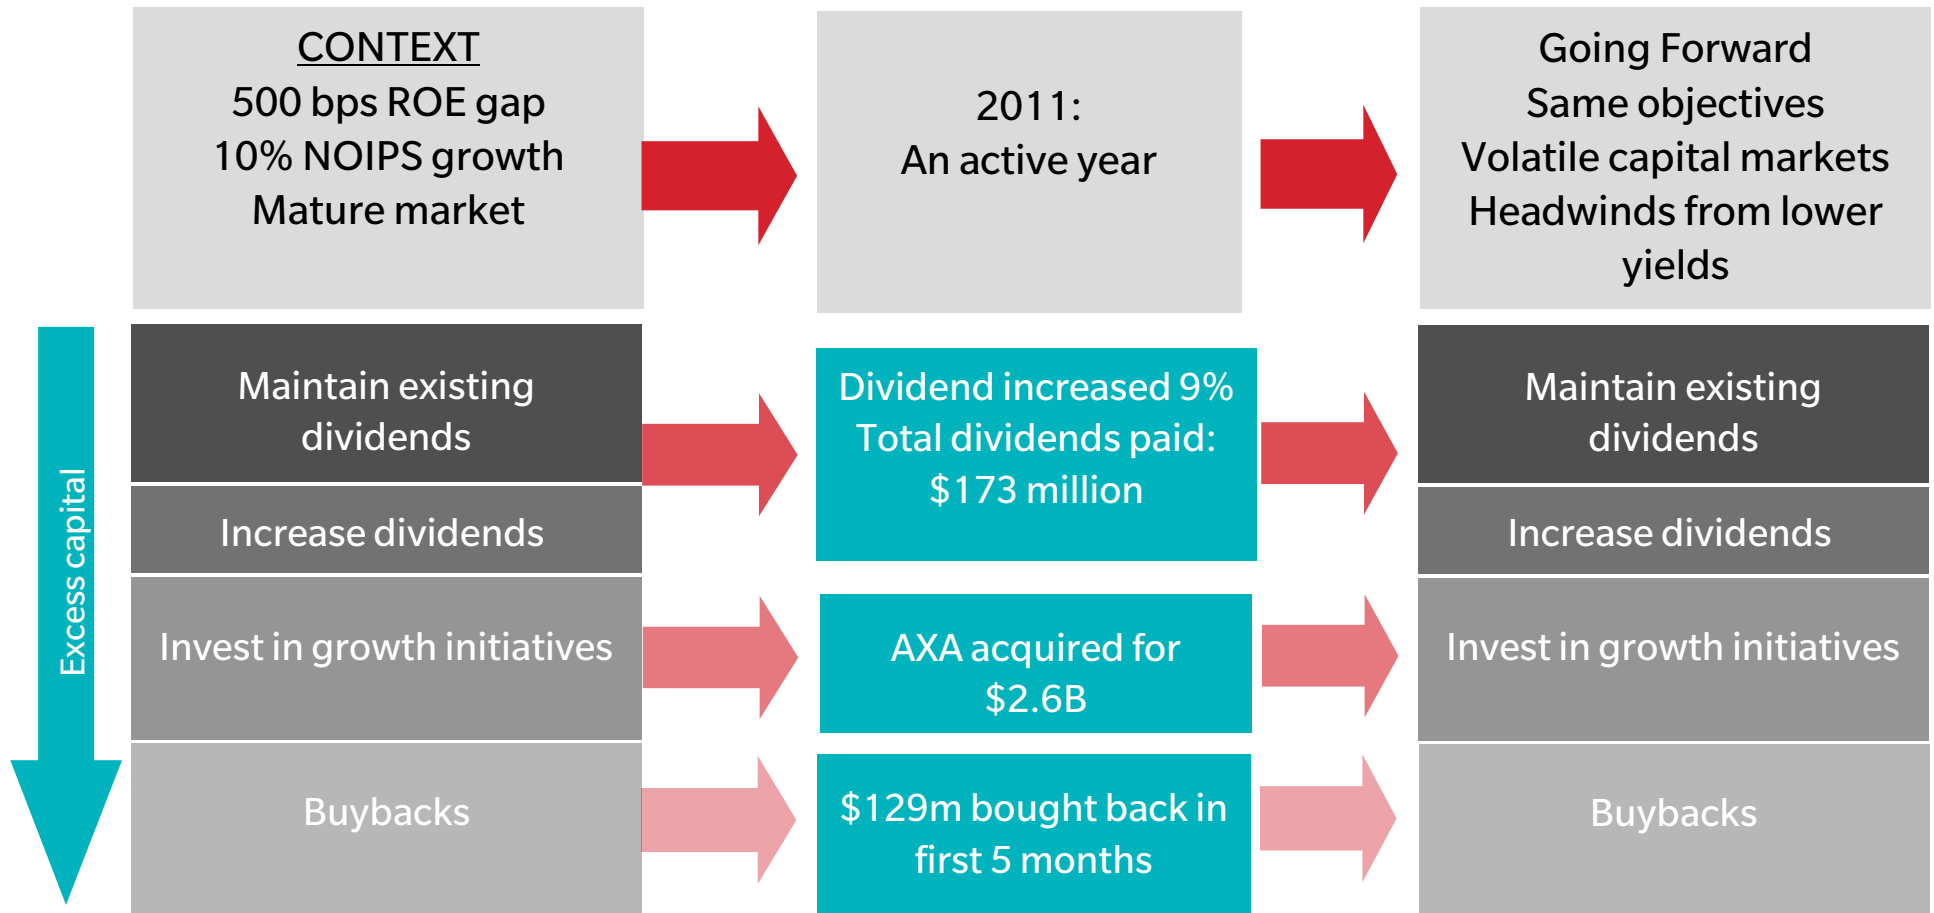 CONTEXT
500 bps ROE gap
10% NOIPS growth
Mature market
2011:
An active year
Going Forward
Same objectives
Volatile capital markets
Headwinds from lower
yields
Excess capital
Maintain existing
dividends
Dividend increased 9%
Total dividends paid:
$173 million
Maintain existing
dividends
Increase dividends
Increase dividends
Invest in growth initiatives
AXA acquired for
$2.6B
Invest in growth initiatives
Buybacks
$129m bought back in
first 5 months
Buybacks